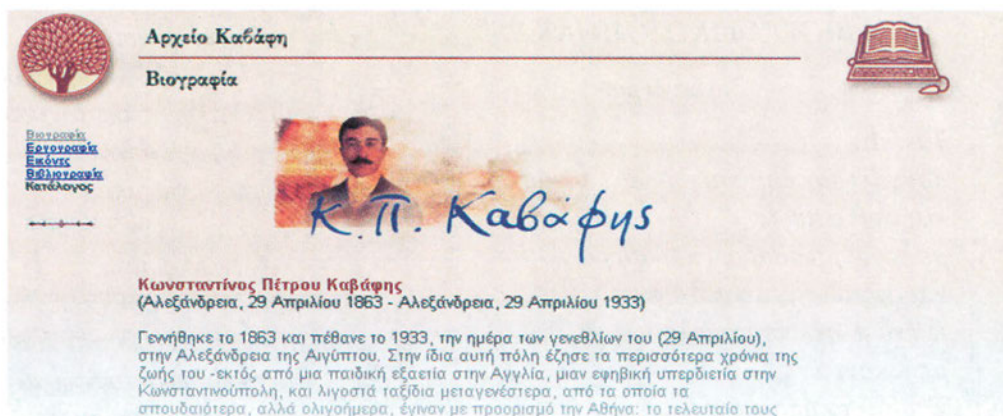 Αρχείο Καβάφη
Βιογραφία
Βιογραφία
Εργογραφία
Εικόνες
Βιβλιογραφία
Κατάλογος
Κ. Π. Καβάφης
Κωνσταντίνος Πέτρου Καβάφης
(Αλεξάνδρεια, 29 Απριλίου 1863 - Αλεξάνδρεια, 29 Απριλίου 1933)
Γεννήθηκε το 1863 και πέθανε το 1933, την ημέρα των γενεθλίων του (29 Απριλίου),
στην Αλεξάνδρεια της Αιγύπτου. Στην ίδια αυτή πόλη έζησε τα περισσότερα χρόνια της
ζωής του -εκτός από μια παιδική εξαετία στην Αγγλία, μιαν εφηβική υπερδιετία στην
Κωνσταντινούπολη, και λιγοστά ταξίδια μεταγενέστερα, από τα οποία τα
σπουδαιότερα, αλλά ολιγοήμερα, έγιναν με προορισμό την Αθήνα: το τελευταίο τους